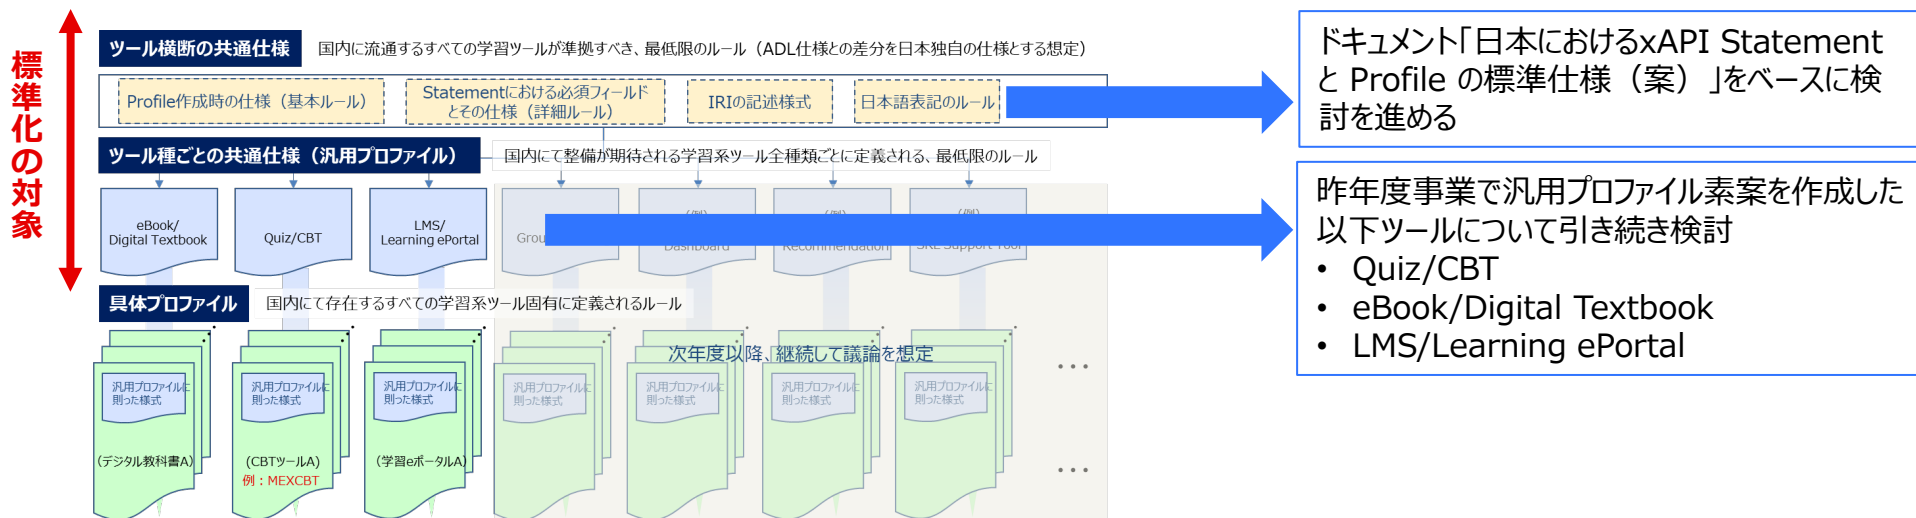 標準化の対象
ツール横断の共通仕様
国内に流通するすべての学習ツールが準拠すべき、最低限のルール（ADL仕様との差分を日本独自の仕様とする想定）
Profile作成時の仕様（基本ルール）
Statementにおける必須フィールド
とその仕様（詳細ルール）
IRIの記述様式
日本語表記のルール
ツール種ごとの共通仕様（汎用プロファイル）
国内にて整備が期待される学習系ツール全種類ごとに定義される、最低限のルール
eBook/
Digital Textbook
Quiz/CBT
LMS/
Learning ePortal
(例)
Dashboard
(例)
Recommendation
(例)
SRL Support Tool
具体プロファイル
国内にて存在するすべての学習系ツール固有に定義されるルール
次年度以降、継続して議論を想定
汎用プロファイルに
則った様式
汎用プロファイルに
則った様式
汎用プロファイルに
則った様式
汎用プロファイルに
則った様式
汎用プロファイルに
則った様式
汎用プロファイルに
則った様式
汎用プロファイルに
則った様式
・・・
(デジタル教科書A)
(CBTツールA)
例：MEXCBT
(学習eポータルA)
・・・
ドキュメント「日本におけるxAPI Statement
と Profile の標準仕様（案）」をベースに検
討を進める
昨年度事業で汎用プロファイル素案を作成した
以下ツールについて引き続き検討
• Quiz/CBT
• eBook/Digital Textbook
• LMS/Learning ePortal